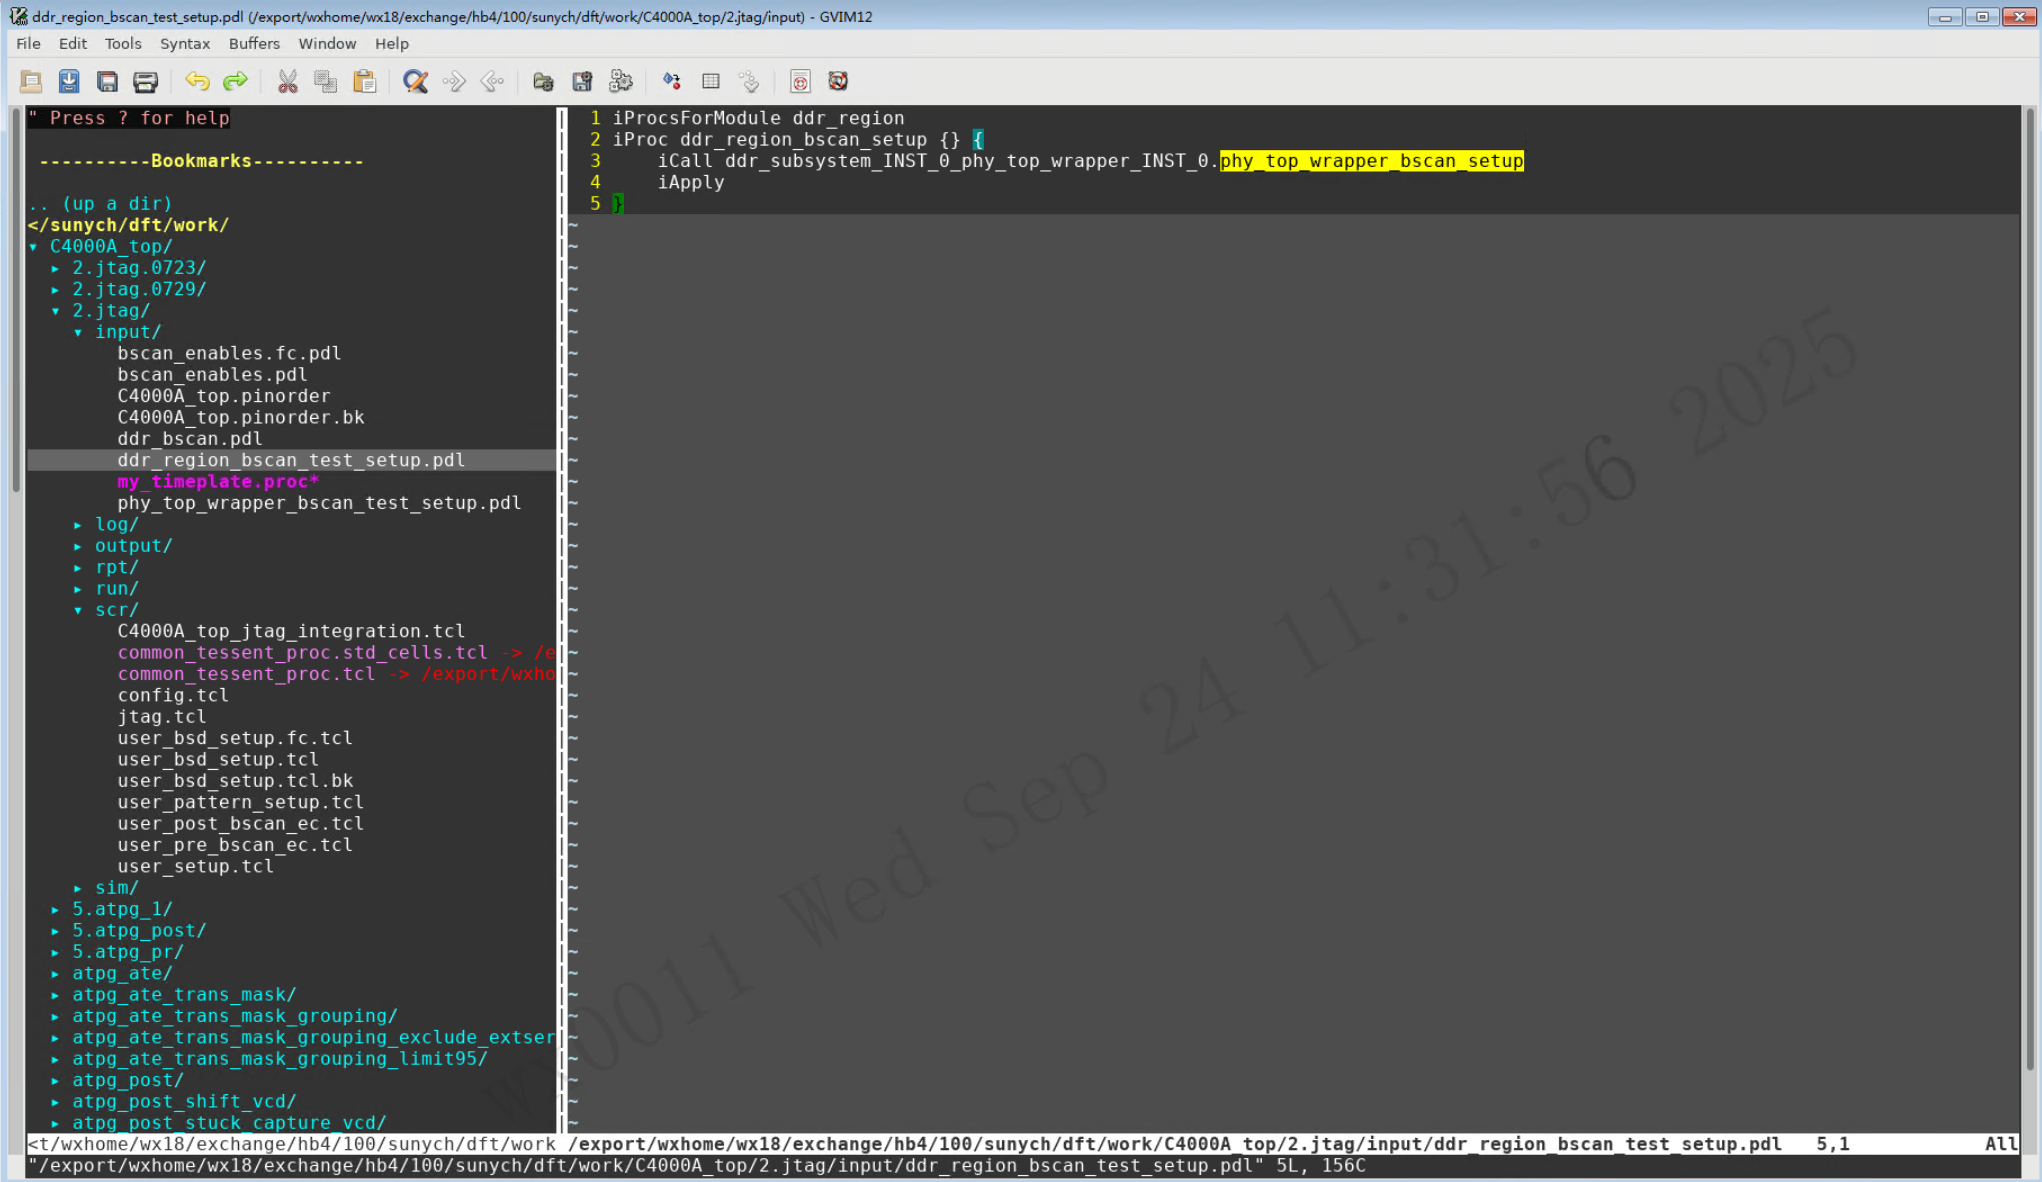 ddr_region_bscan_test_setup.pdl (/export/wxhome/wx18/exchange/hb4/100/sunych/dft/work/C4000A_top/2.jtag/input) - GVIM12
File Edit Tools Syntax Buffers Window Help
" Press ? for help
----------Bookmarks----------
.. (up a dir)
</sunych/dft/work/
▾ C4000A_top/
▸ 2.jtag.0723/
▸ 2.jtag.0729/
▾ 2.jtag/
▾ input/
bscan_enables.fc.pdl
bscan_enables.pdl
C4000A_top.pinorder
C4000A_top.pinorder.bk
ddr_bscan.pdl
ddr_region_bscan_test_setup.pdl
my_timeplate.proc*
phy_top_wrapper_bscan_test_setup.pdl
▸ log/
▸ output/
▸ rpt/
▸ run/
▾ scr/
C4000A_top_jtag_integration.tcl
common_tessent_proc.std_cells.tcl -> /e
common_tessent_proc.tcl -> /export/wxho
config.tcl
jtag.tcl
user_bsd_setup.fc.tcl
user_bsd_setup.tcl
user_bsd_setup.tcl.bk
user_pattern_setup.tcl
user_post_bscan_ec.tcl
user_pre_bscan_ec.tcl
user_setup.tcl
▸ sim/
▸ 5.atpg_1/
▸ 5.atpg_post/
▸ 5.atpg_pr/
▸ atpg_ate/
▸ atpg_ate_trans_mask/
▸ atpg_ate_trans_mask_grouping/
▸ atpg_ate_trans_mask_grouping_exclude_extser
▸ atpg_ate_trans_mask_grouping_limit95/
▸ atpg_post/
▸ atpg_post_shift_vcd/
▸ atpg_post_stuck_capture_vcd/
<t/wxhome/wx18/exchange/hb4/100/sunych/dft/work
1 iProcsForModule ddr_region
2 iProc ddr_region_bscan_setup {} {
3 iCall ddr_subsystem_INST_0_phy_top_wrapper_INST_0.phy_top_wrapper_bscan_setup
4 iApply
5 }
/export/wxhome/wx18/exchange/hb4/100/sunych/dft/work/C4000A_top/2.jtag/input/ddr_region_bscan_test_setup.pdl 5,1 All
"/export/wxhome/wx18/exchange/hb4/100/sunych/dft/work/C4000A_top/2.jtag/input/ddr_region_bscan_test_setup.pdl" 5L, 156C
wx0011 Wed Sep 24 11:31:56 2025